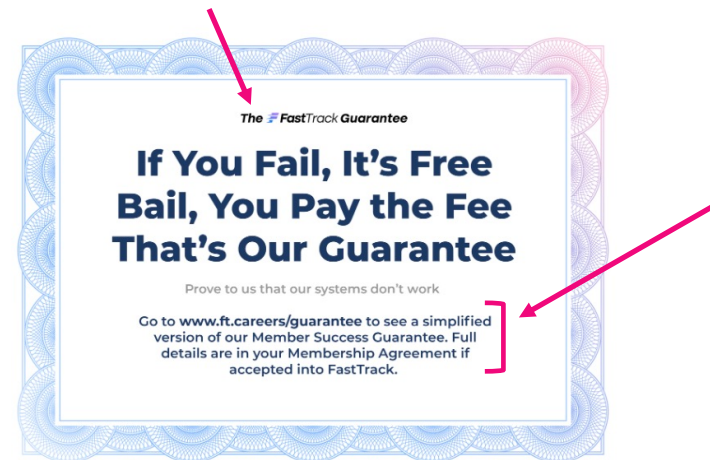 The FastTrack Guarantee
If You Fail, It’s Free
Bail, You Pay the Fee
That’s Our Guarantee
Prove to us that our systems don’t work
Go to www.ft.careers/guarantee to see a simplified
version of our Member Success Guarantee. Full
details are in your Membership Agreement if
accepted into FastTrack.